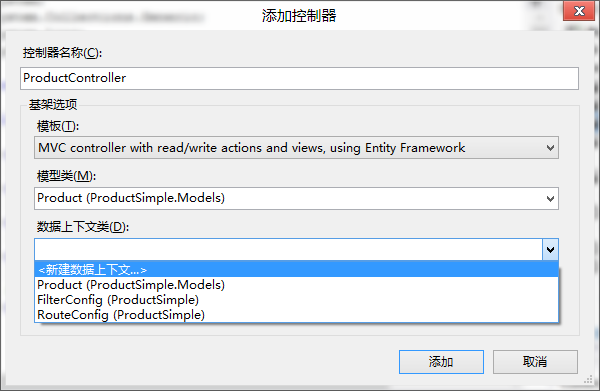 添加控制器
控制器名称(C):
ProductController
基架选项
模板(T):
MVC controller with read/write actions and views, using Entity Framework
模型类(M):
Product (ProductSimple.Models)
数据上下文类(D):
<新建数据上下文...>
Product (ProductSimple.Models)
FilterConfig (ProductSimple)
RouteConfig (ProductSimple)
添加
取消